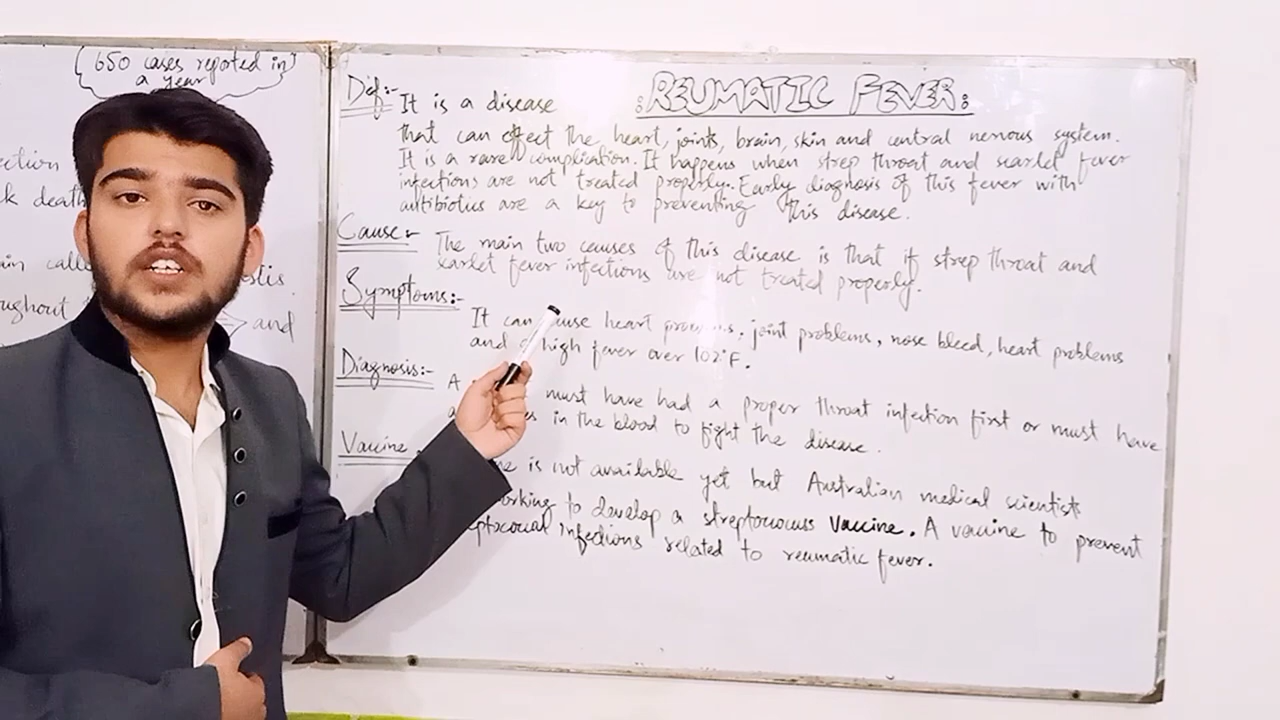 650 cases repoted in
a year
ction
k death
ain calle
stis.
roughout
and
:REUMATIC FEVER:
Def:- It is a disease
that can effect the heart, joints, brain, skin and central nervous system.
It is a rare complication. It happens when strep throat and scarlet fever
infections are not treated properly. Early diagnosis of this fever with
antibiotics are a key to preventing this disease.
Cause:- The main two causes of this disease is that if strep throat and
scarlet fever infections are not treated properly.
Symptoms:-
It can cause heart problems, joint problems, nose bleed, heart problems
and a high fever over 102°F.
Diagnosis:- A must have had a proper throat infection first or must have
in the blood to fight the disease.
Vaccine
is not available yet but Australian medical scientists
working to develop a streptococcus Vaccine. A vaccine to prevent
infections related to reumatic fever.